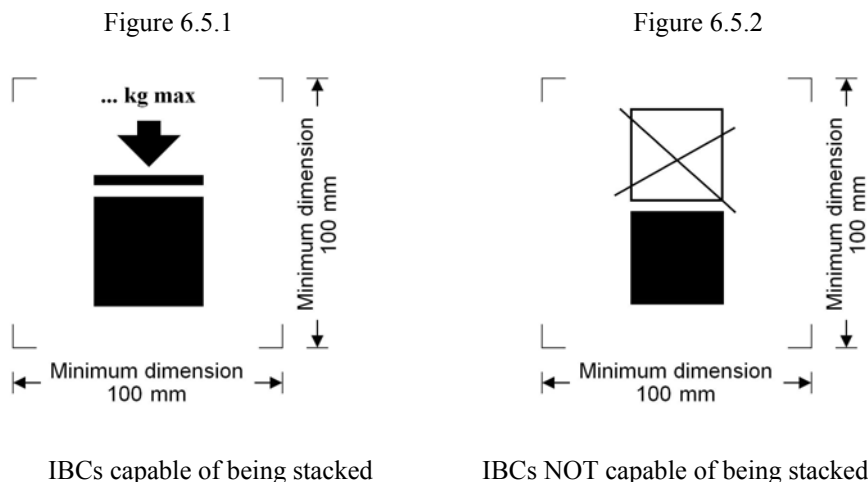 Figure 6.5.1
... kg max
Minimum dimension
100 mm
Minimum dimension
100 mm
IBCs capable of being stacked
Figure 6.5.2
Minimum dimension
100 mm
Minimum dimension
100 mm
IBCs NOT capable of being stacked